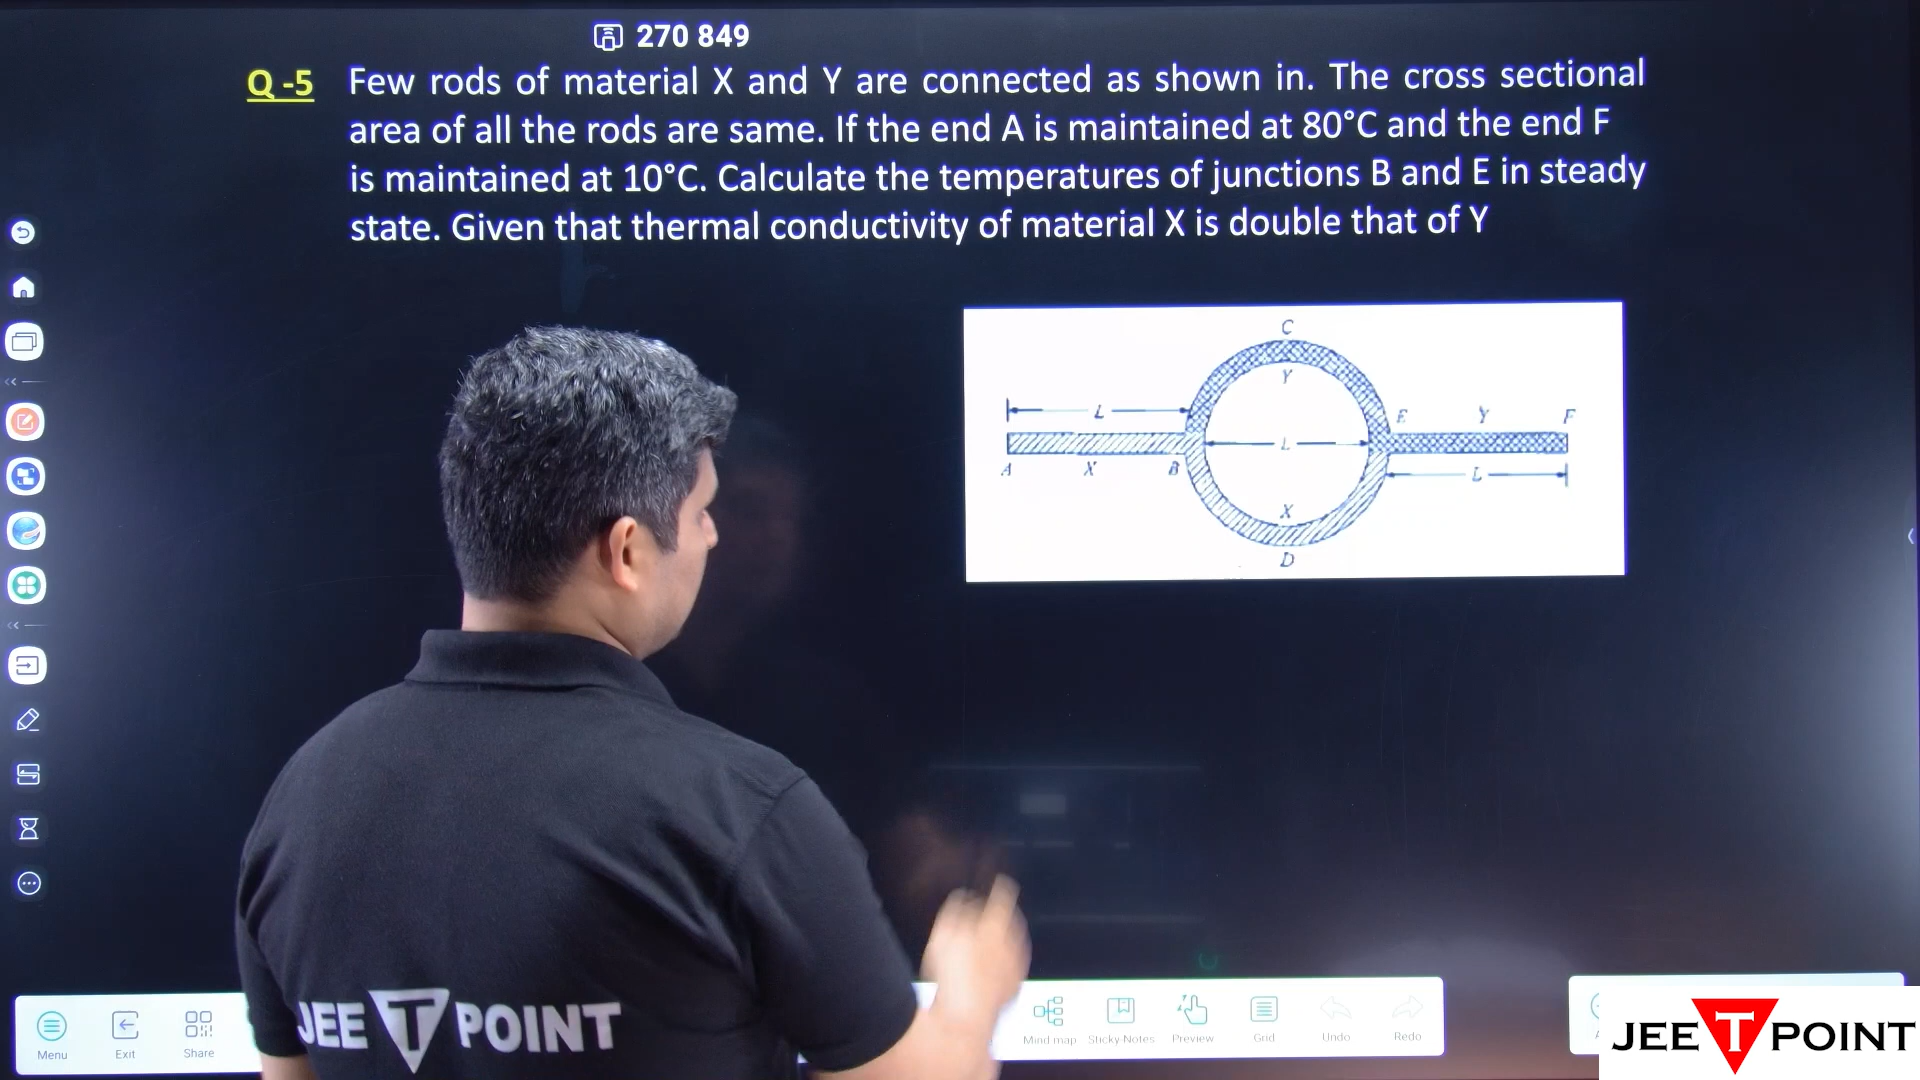 270 849
Q -5 Few rods of material X and Y are connected as shown in. The cross sectional
area of all the rods are same. If the end A is maintained at 80°C and the end F
is maintained at 10°C. Calculate the temperatures of junctions B and E in steady
state. Given that thermal conductivity of material X is double that of Y
C
Y
L
E Y F
L
A X B
L
X
D
JEE T POINT
Menu Exit Share Mind map Sticky Notes Preview Grid Undo Redo
JEE T POINT